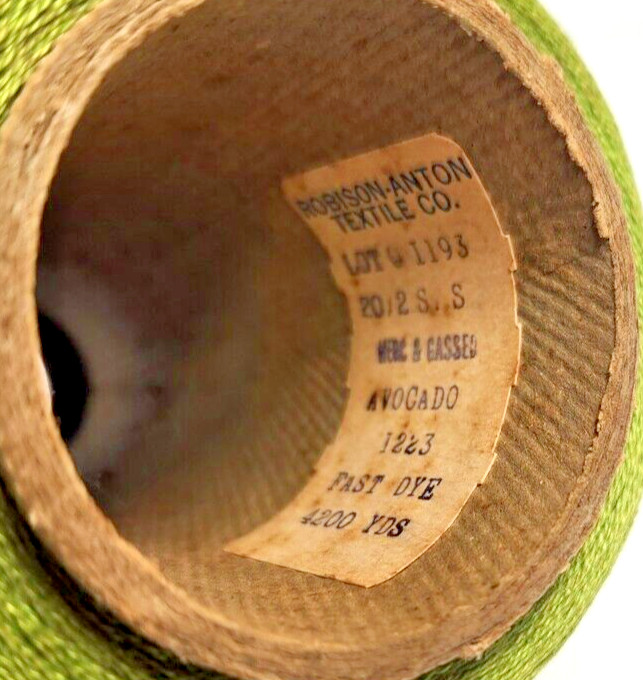 ROBISON-ANTON
TEXTILE CO.
LOT Q 1193
20/2 S. S
MERC & GASSED
AVOCADO
1223
FAST DYE
4200 YDS